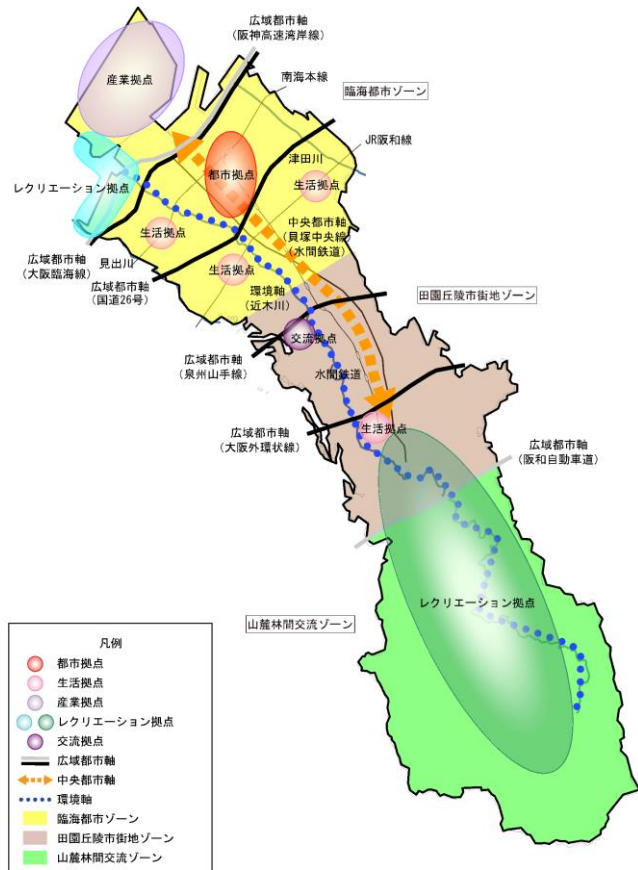 広域都市軸
(阪神高速湾岸線)
産業拠点
南海本線
臨海都市ゾーン
JR阪和線
津田川
都市拠点
生活拠点
レクリエーション拠点
生活拠点
中央都市軸
(貝塚中央線)
(水間鉄道)
広域都市軸
(大阪臨海線)
見出川
生活拠点
広域都市軸
(国道26号)
環境軸
(近木川)
田園丘陵市街地ゾーン
交流拠点
広域都市軸
(泉州山手線)
水間鉄道
生活拠点
広域都市軸
(大阪外環状線)
広域都市軸
(阪和自動車道)
レクリエーション拠点
山麓林間交流ゾーン
凡例
都市拠点
生活拠点
産業拠点
レクリエーション拠点
交流拠点
広域都市軸
中央都市軸
環境軸
臨海都市ゾーン
田園丘陵市街地ゾーン
山麓林間交流ゾーン